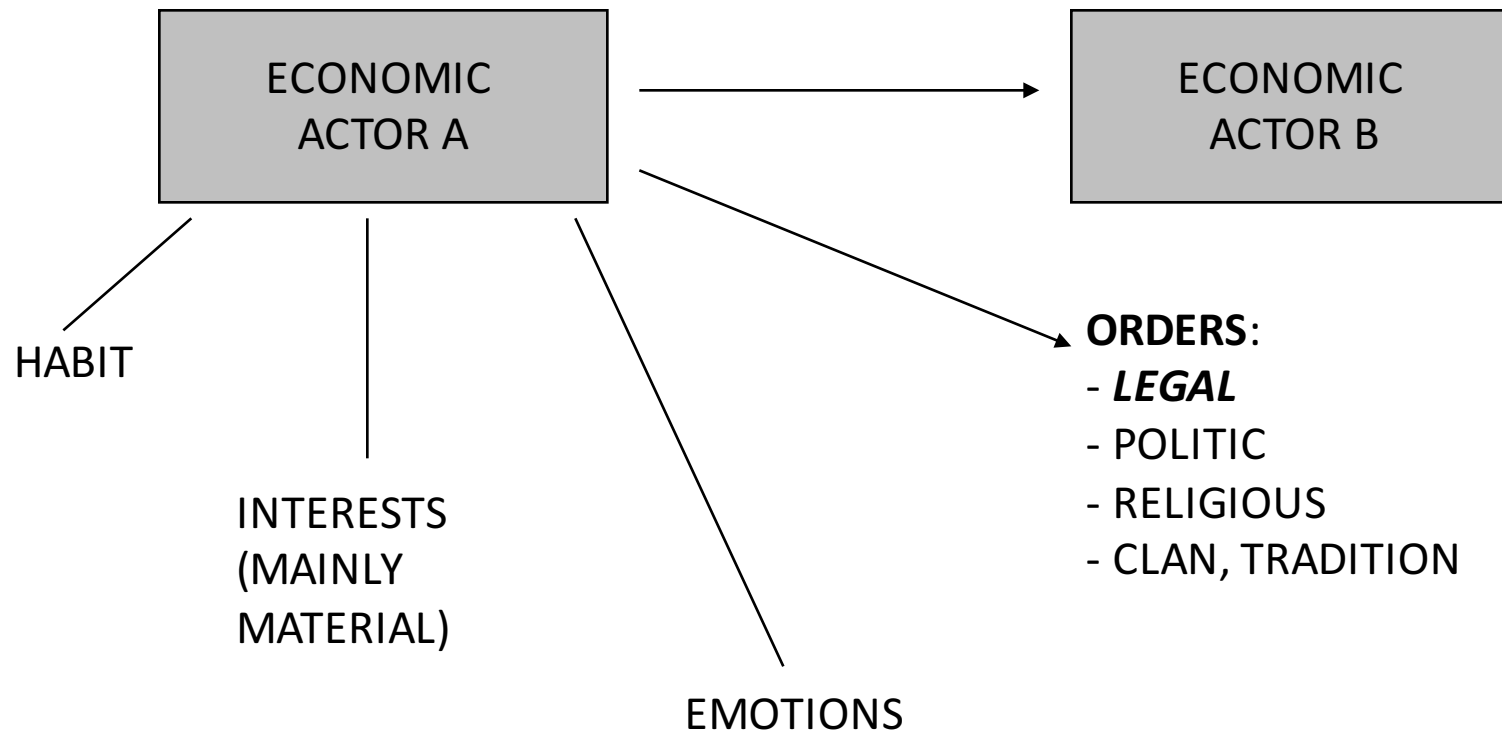 ECONOMIC
ACTOR A
ECONOMIC
ACTOR B
HABIT
INTERESTS
(MAINLY
MATERIAL)
EMOTIONS
ORDERS:
- LEGAL
- POLITIC
- RELIGIOUS
- CLAN, TRADITION